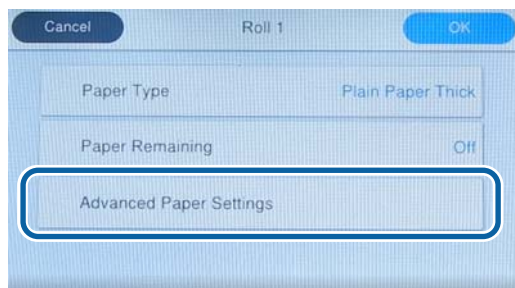 Cancel Roll 1 OK
Paper Type Plain Paper Thick
Paper Remaining Off
Advanced Paper Settings